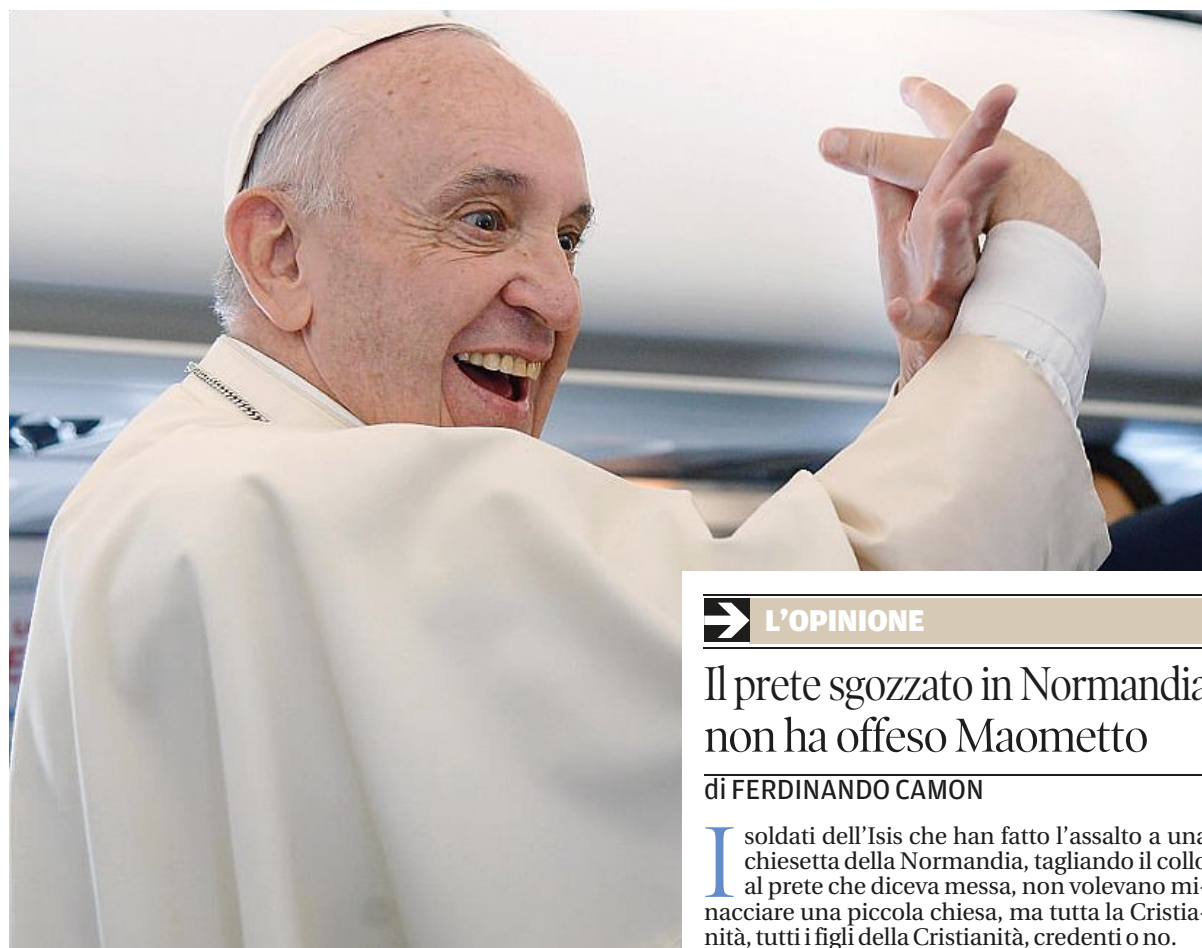 L'OPINIONE
Il prete sgozzato in Normandia
non ha offeso Maometto
di FERDINANDO CAMON
I soldati dell'Isis che han fatto l'assalto a una
chiesetta della Normandia, tagliando il collo
al prete che diceva messa, non volevano mi-
nacciare una piccola chiesa, ma tutta la Cristia-
nità, tutti i figli della Cristianità, credenti o no.